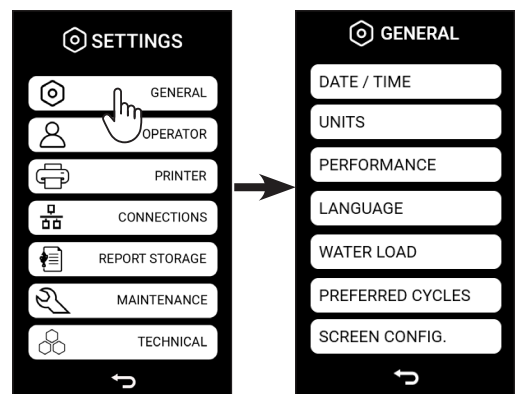 SETTINGS
GENERAL
OPERATOR
PRINTER
CONNECTIONS
REPORT STORAGE
MAINTENANCE
TECHNICAL
GENERAL
DATE / TIME
UNITS
PERFORMANCE
LANGUAGE
WATER LOAD
PREFERRED CYCLES
SCREEN CONFIG.